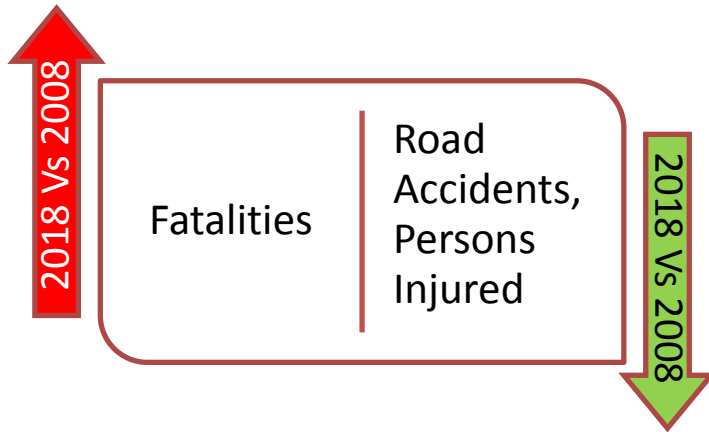 2018 Vs 2008
Fatalities
Road
Accidents,
Persons
Injured
2018 Vs 2008